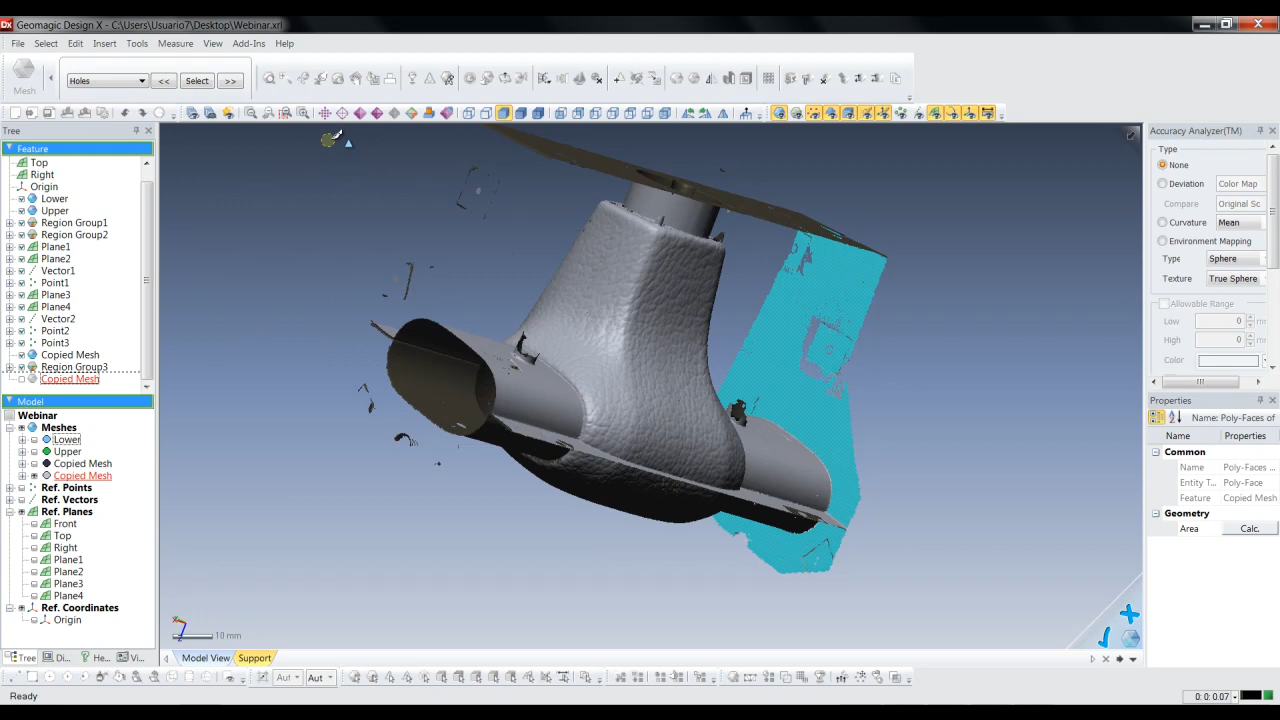 Geomagic Design X - C:\Users\Usuario7\Desktop\Webinar.xrl
File Select Edit Insert Tools Measure View Add-Ins Help
Mesh
Holes << Select >>
Tree
Feature
Top
Right
Origin
Lower
Upper
Region Group1
Region Group2
Plane1
Plane2
Vector1
Point1
Plane3
Plane4
Vector2
Point2
Point3
Copied Mesh
Region Group3
Copied Mesh
Model
Webinar
Meshes
Lower
Upper
Copied Mesh
Copied Mesh
Ref. Points
Ref. Vectors
Ref. Planes
Front
Top
Right
Plane1
Plane2
Plane3
Plane4
Ref. Coordinates
Origin
Tree Di... He... Vi...
10 mm
Model View Support
Aut Aut
Ready
Accuracy Analyzer(TM)
Type
None
Deviation Color Map
Compare Original Sc
Curvature Mean
Environment Mapping
Type Sphere
Texture True Sphere
Allowable Range
Low 0
High 0
Color
Properties
Name: Poly-Faces of
Name Properties
Common
Name Poly-Faces ...
Entity T... Poly-Face
Feature Copied Mesh
Geometry
Area Calc.
0: 0: 0.07